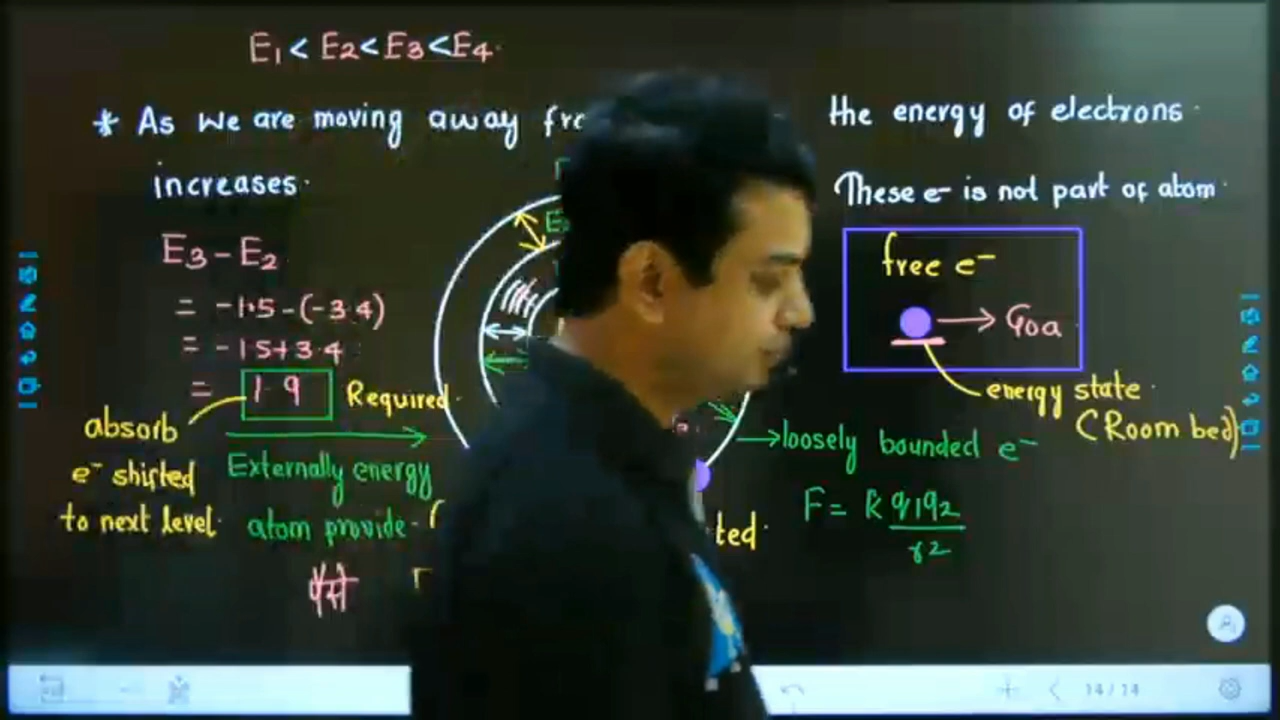 E1 < E2 < E3 < E4.
* As we are moving away the energy of electrons.
increases.
These e- is not part of atom.
E3 - E2
= -1.5 - (-3.4)
= -1.5 + 3.4
= 1.9 Required.
absorb
e- shifted
to next level.
Externally energy
atom provide.
free e-
Goa
energy state.
(Room bed)
loosely bounded e-
F = k q1q2
r2
14/14